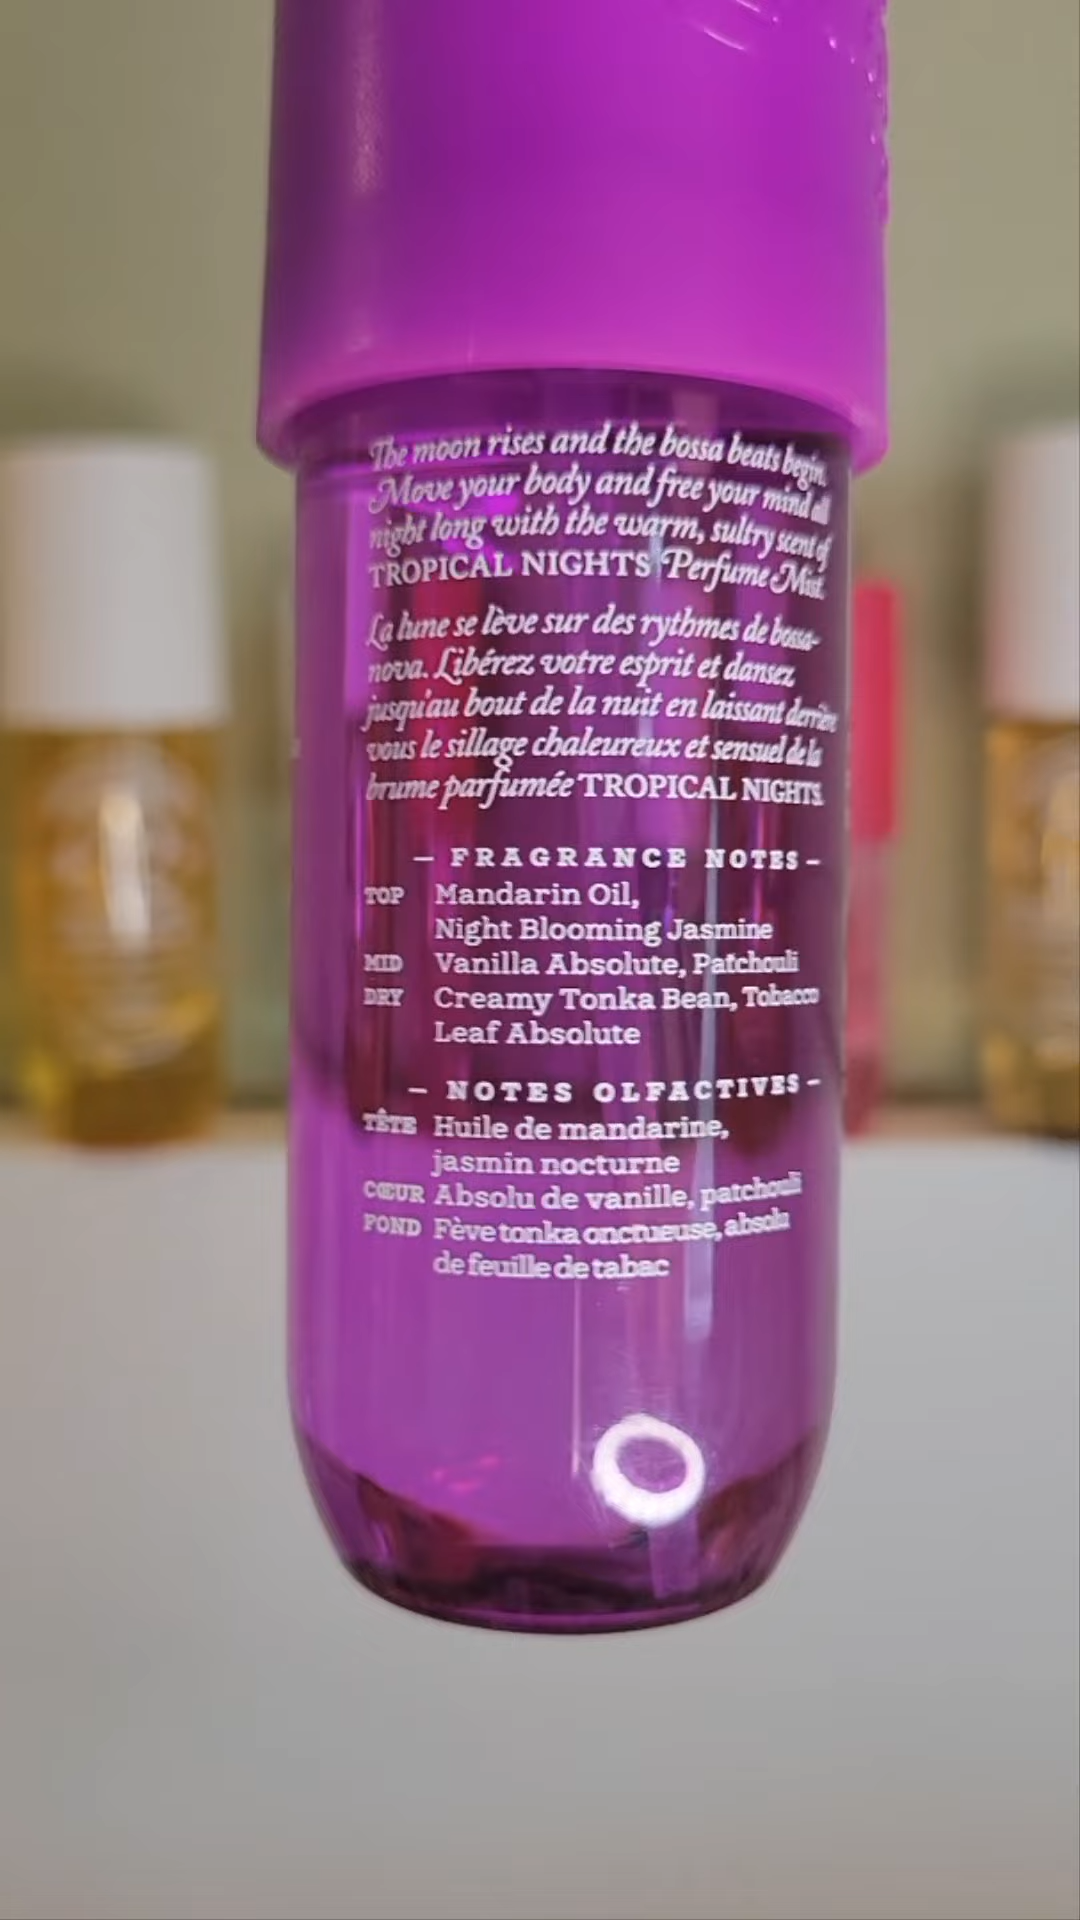 The moon rises and the bossa beats begin.
Move your body and free your mind all
night long with the warm, sultry scent of
TROPICAL NIGHTS Perfume Mist.
La lune se lève sur des rythmes de bossa-
nova. Libérez votre esprit et dansez
jusqu'au bout de la nuit en laissant derrière
vous le sillage chaleureux et sensuel de la
brume parfumée TROPICAL NIGHTS.
— FRAGRANCE NOTES —
TOP Mandarin Oil,
Night Blooming Jasmine
MID Vanilla Absolute, Patchouli
DRY Creamy Tonka Bean, Tobacco
Leaf Absolute
— NOTES OLFACTIVES —
TÊTE Huile de mandarine,
jasmin nocturne
CŒUR Absolu de vanille, patchouli
FOND Fève tonka onctueuse, absolu
de feuille de tabac